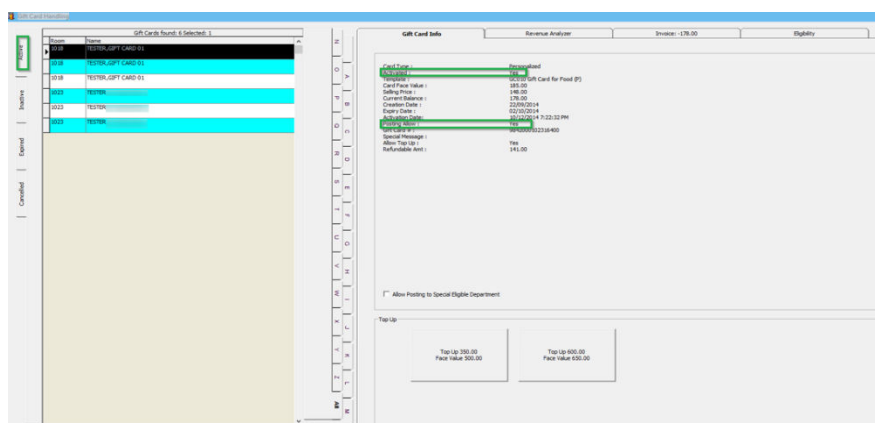 Gift Card Handling
Gift Cards found: 6 Selected: 1
Room Name
1018 TESTER,GIFT CARD 01
1018 TESTER,GIFT CARD 01
1018 TESTER,GIFT CARD 01
1023 TESTER
1023 TESTER
1023 TESTER
Active
Inactive
Expired
Cancelled
N
O
P
Q
R
S
T
U
V
W
X
Y
Z
All
A
B
C
D
E
F
G
H
I
J
K
L
M
Gift Card Info
Revenue Analyzer
Invoice: -178.00
Eligibility
Card Type : Personalized
Activated : Yes
Template : GC010 Gift Card for Food (P)
Card Face Value : 185.00
Selling Price : 148.00
Current Balance : 178.00
Creation Date : 22/09/2014
Expiry Date : 02/10/2014
Activation Date: 10/12/2014 7:22:32 PM
Posting Allow : Yes
Gift Card # :
Special Message :
Allow Top Up : Yes
Refundable Amt : 141.00
Allow Posting to Special Eligible Department
Top Up
Top Up 350.00
Face Value 500.00
Top Up 600.00
Face Value 650.00